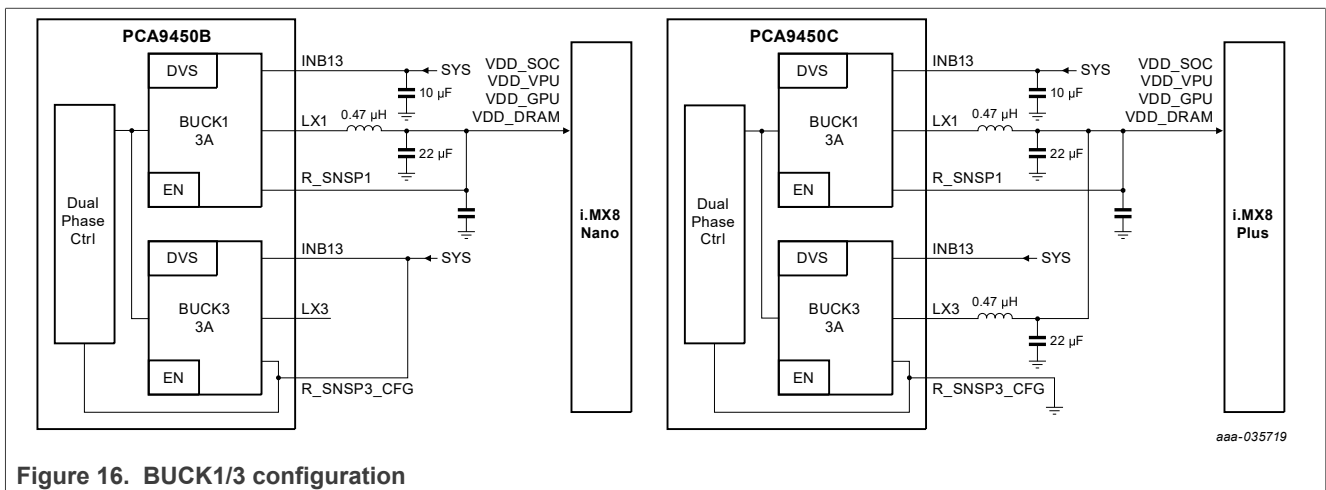 PCA9450B
DVS
BUCK1
3A
EN
Dual
Phase
Ctrl
DVS
BUCK3
3A
EN
INB13
SYS
10 µF
LX1
0.47 µH
22 µF
R_SNSP1
INB13
SYS
LX3
R_SNSP3_CFG
VDD_SOC
VDD_VPU
VDD_GPU
VDD_DRAM
i.MX8
Nano
PCA9450C
DVS
BUCK1
3A
EN
Dual
Phase
Ctrl
DVS
BUCK3
3A
EN
INB13
SYS
10 µF
LX1
0.47 µH
22 µF
R_SNSP1
INB13
SYS
LX3
0.47 µH
22 µF
R_SNSP3_CFG
VDD_SOC
VDD_VPU
VDD_GPU
VDD_DRAM
i.MX8
Plus
aaa-035719
Figure 16. BUCK1/3 configuration